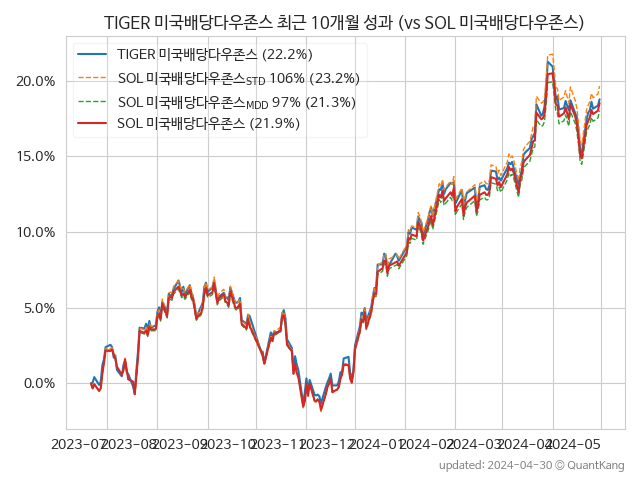 TIGER 미국배당다우존스 최근 10개월 성과 (vs SOL 미국배당다우존스)
TIGER 미국배당다우존스 (22.2%)
SOL 미국배당다우존스STD 106% (23.2%)
SOL 미국배당다우존스MDD 97% (21.3%)
SOL 미국배당다우존스 (21.9%)
20.0%
15.0%
10.0%
5.0%
0.0%
2023-07 2023-08 2023-09 2023-10 2023-11 2023-12 2024-01 2024-02 2024-03 2024-04 2024-05
updated: 2024-04-30 © QuantKang